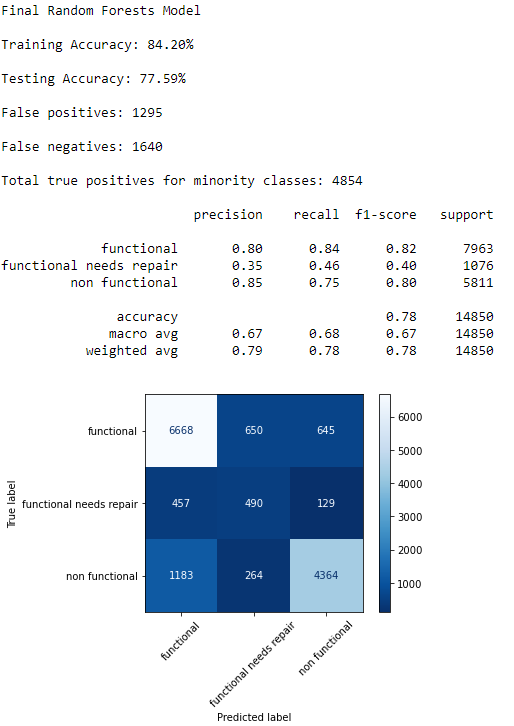 Final Random Forests Model
Training Accuracy: 84.20%
Testing Accuracy: 77.59%
False positives: 1295
False negatives: 1640
Total true positives for minority classes: 4854
precision recall f1-score support
functional 0.80 0.84 0.82 7963
functional needs repair 0.35 0.46 0.40 1076
non functional 0.85 0.75 0.80 5811
accuracy 0.78 14850
macro avg 0.67 0.68 0.67 14850
weighted avg 0.79 0.78 0.78 14850
True label
functional 6668 650 645
functional needs repair 457 490 129
non functional 1183 264 4364
functional
functional needs repair
non functional
Predicted label
6000
5000
4000
3000
2000
1000